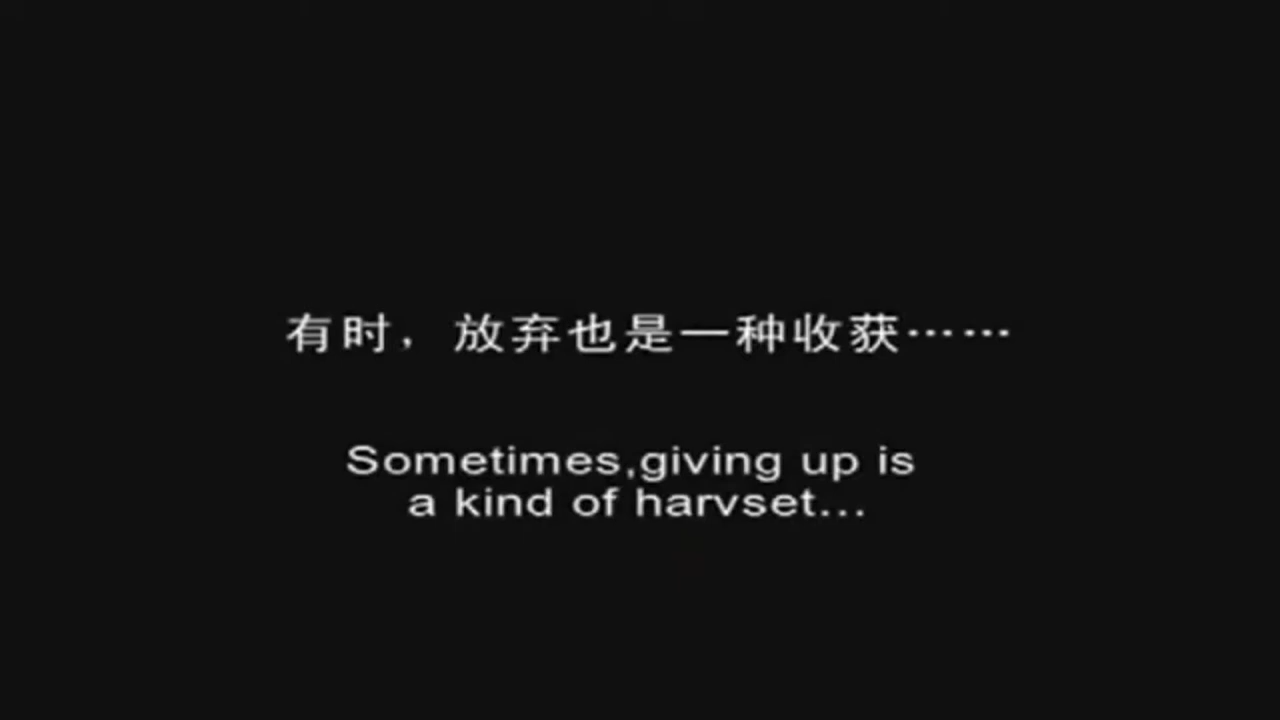 有时，放弃也是一种收获……
Sometimes,giving up is
a kind of harvset...